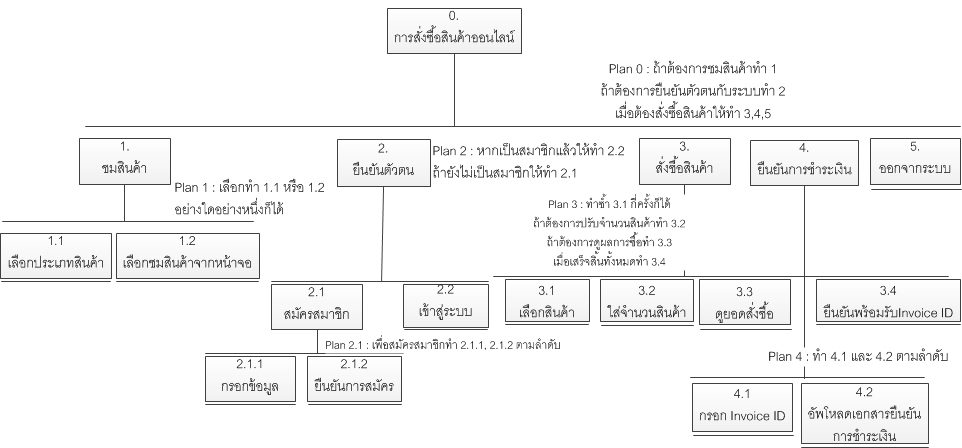 0.
การสั่งซื้อสินค้าออนไลน์
Plan 0 : ถ้าต้องการชมสินค้าทำ 1
ถ้าต้องการยืนยันตัวตนกับระบบทำ 2
เมื่อต้องสั่งซื้อสินค้าให้ทำ 3,4,5
1.
ชมสินค้า
2.
ยืนยันตัวตน
Plan 2 : หากเป็นสมาชิกแล้วให้ทำ 2.2
ถ้ายังไม่เป็นสมาชิกให้ทำ 2.1
3.
สั่งซื้อสินค้า
4.
ยืนยันการชำระเงิน
5.
ออกจากระบบ
Plan 1 : เลือกทำ 1.1 หรือ 1.2
อย่างใดอย่างหนึ่งก็ได้
Plan 3 : ทำซ้ำ 3.1 กี่ครั้งก็ได้
ถ้าต้องการปรับจำนวนสินค้าทำ 3.2
ถ้าต้องการดูผลการซื้อทำ 3.3
เมื่อเสร็จสิ้นทั้งหมดทำ 3.4
1.1
เลือกประเภทสินค้า
1.2
เลือกชมสินค้าจากหน้าจอ
2.1
สมัครสมาชิก
2.2
เข้าสู่ระบบ
3.1
เลือกสินค้า
3.2
ใส่จำนวนสินค้า
3.3
ดูยอดสั่งซื้อ
3.4
ยืนยันพร้อมรับInvoice ID
Plan 2.1 : เพื่อสมัครสมาชิกทำ 2.1.1, 2.1.2 ตามลำดับ
2.1.1
กรอกข้อมูล
2.1.2
ยืนยันการสมัคร
Plan 4 : ทำ 4.1 และ 4.2 ตามลำดับ
4.1
กรอก Invoice ID
4.2
อัพโหลดเอกสารยืนยัน
การชำระเงิน